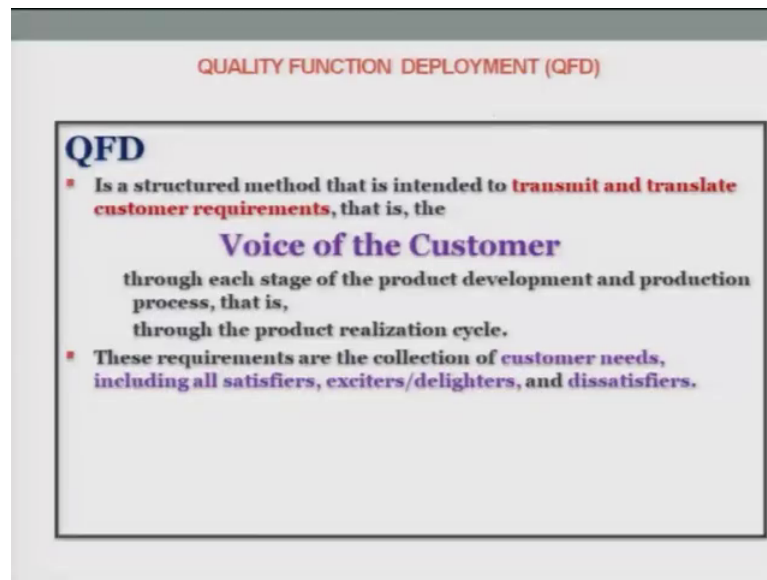 QUALITY FUNCTION DEPLOYMENT (QFD)
QFD
Is a structured method that is intended to transmit and translate
customer requirements, that is, the
Voice of the Customer
through each stage of the product development and production
process, that is,
through the product realization cycle.
These requirements are the collection of customer needs,
including all satisfiers, exciters/delighters, and dissatisfiers.